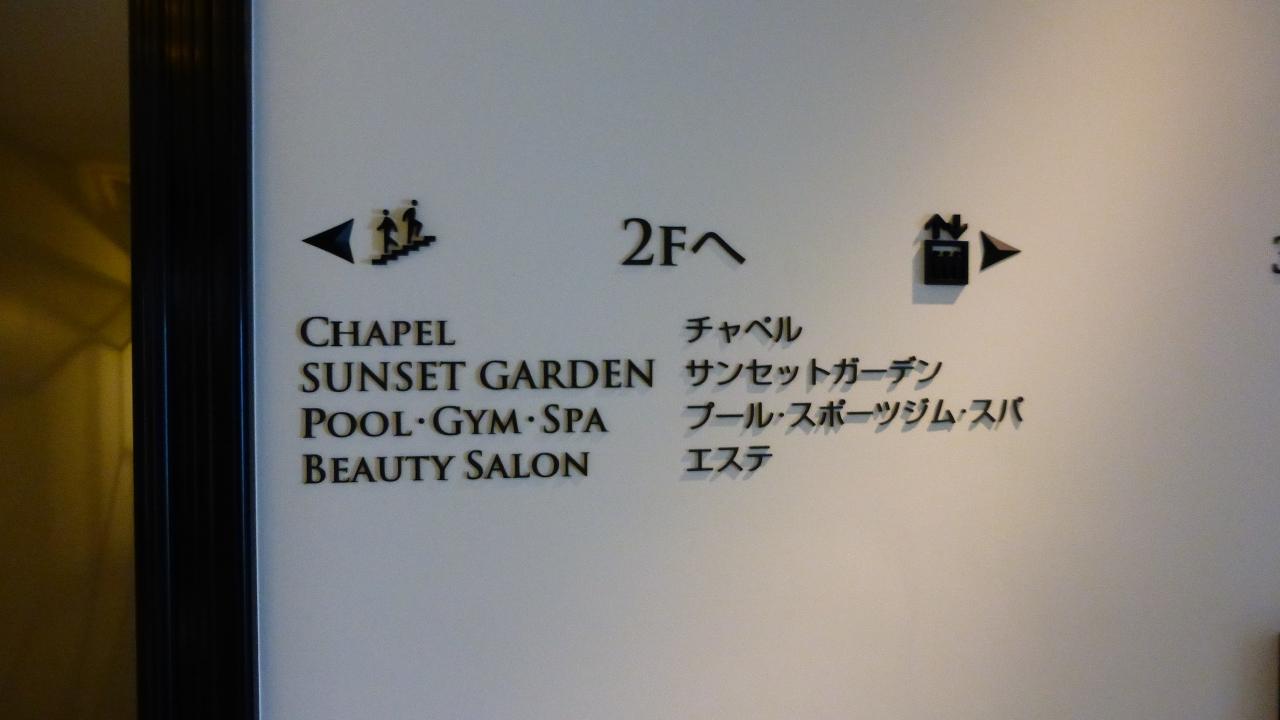 2Fへ
CHAPEL チャペル
SUNSET GARDEN サンセットガーデン
POOL・GYM・SPA プール・スポーツジム・スパ
BEAUTY SALON エステ